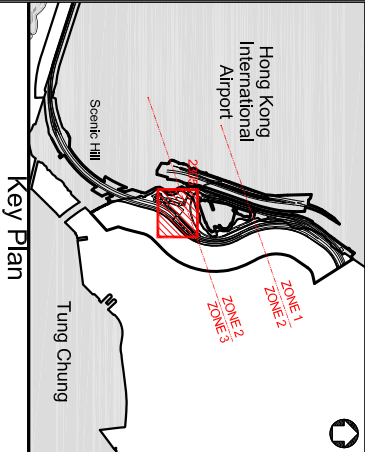 Hong Kong
International
Airport
Scenic Hill
ZONE 1
ZONE 2
ZONE 2
ZONE 3
Tung Chung
Key Plan